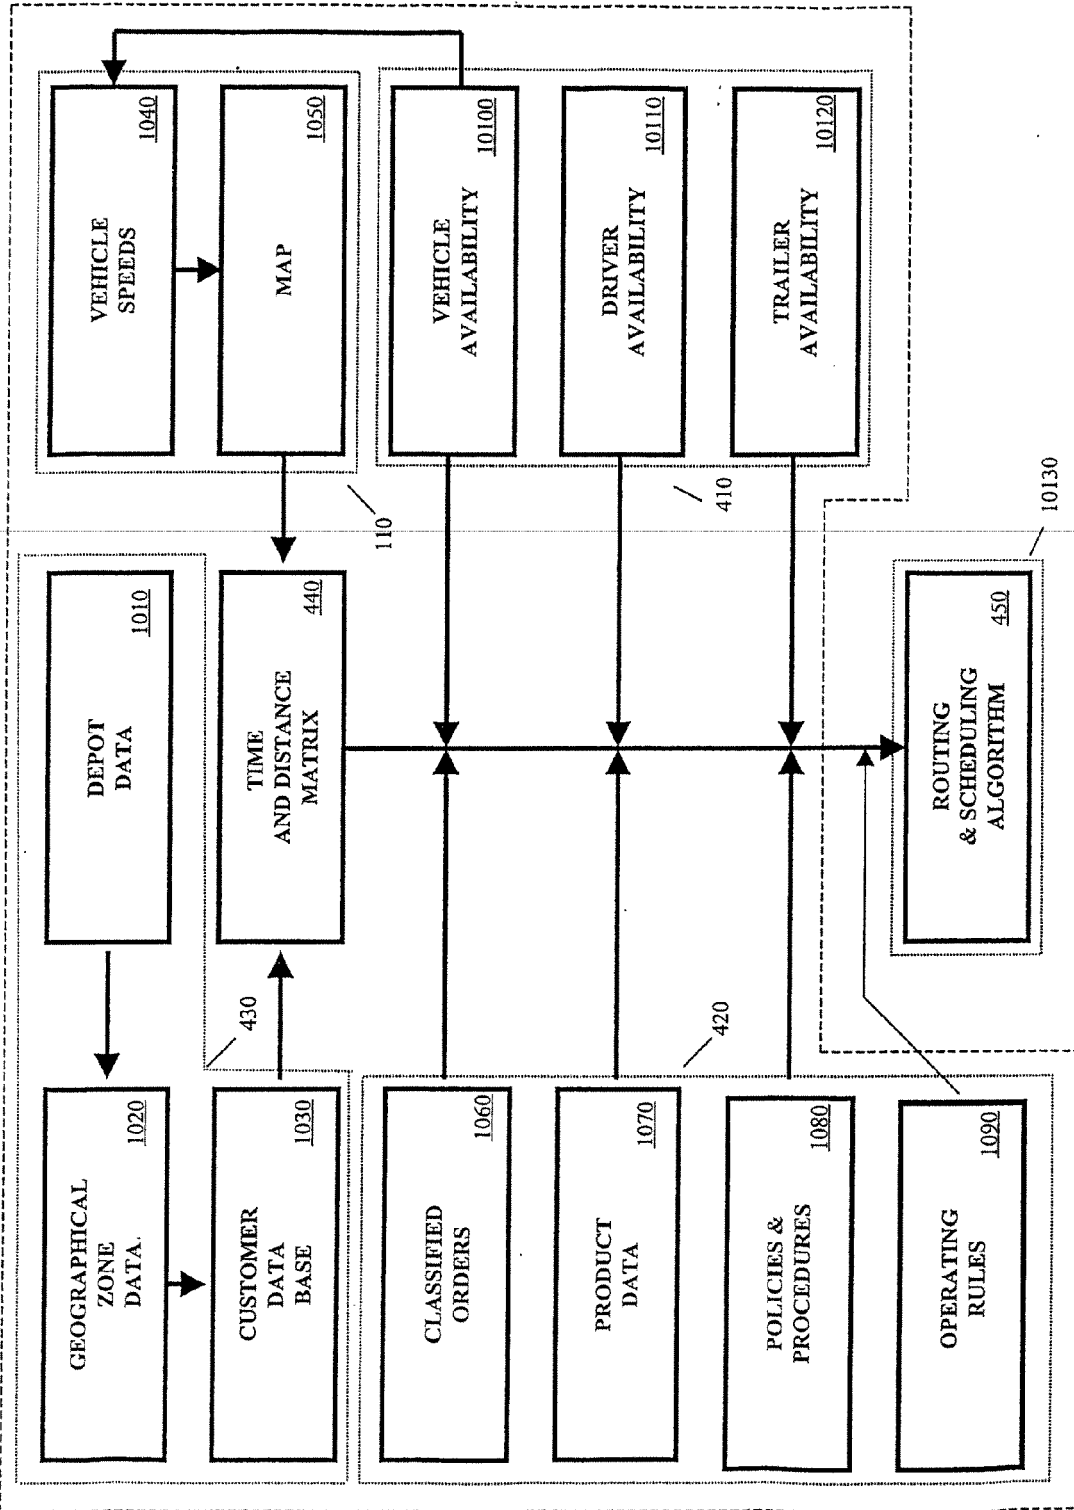 GEOGRAPHICAL
ZONE
DATA.
1020
DEPOT
DATA
1010
VEHICLE
SPEEDS
1040
CUSTOMER
DATA
BASE
1030
430
TIME
AND DISTANCE
MATRIX
440
110
MAP
1050
CLASSIFIED
ORDERS
1060
VEHICLE
AVAILABILITY
10100
PRODUCT
DATA
1070
DRIVER
AVAILABILITY
10110
420
410
POLICIES &
PROCEDURES
1080
TRAILER
AVAILABILITY
10120
OPERATING
RULES
1090
ROUTING
& SCHEDULING
ALGORITHM
450
10130